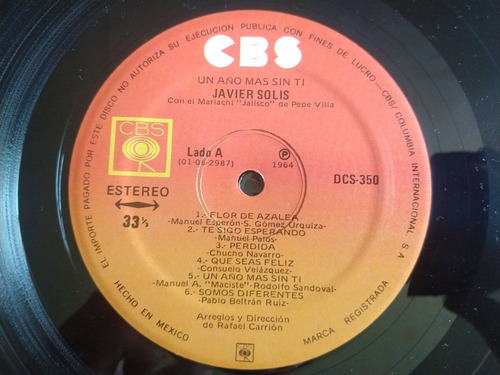 EL IMPORTE PAGADO POR ESTE DISCO NO AUTORIZA SU EJECUCION PUBLICA CON FINES DE LUCRO-CBS/COLUMBIA INTERNACIONAL S A
CBS
UN AÑO MAS SIN TI
JAVIER SOLIS
Con el Mariachi "Jalisco" de Pepe Villa
CBS
Lado A
(01-06-2987)
P
1964
ESTEREO
33⅓
DCS-350
1.- FLOR DE AZALEA
-Manuel Esperón-S. Gómez Urquiza-
2.- TE SIGO ESPERANDO
-Manuel Patos-
3.- PERDIDA
-Chucho Navarro-
4.- QUE SEAS FELIZ
-Consuelo Velázquez-
5.- UN AÑO MAS SIN TI
-Manuel A. "Maciste"-Rodolfo Sandoval-
6.- SOMOS DIFERENTES
-Pablo Beltrán Ruiz-
Arreglos y Dirección
de Rafael Carrión
HECHO EN MEXICO
MARCA REGISTRADA